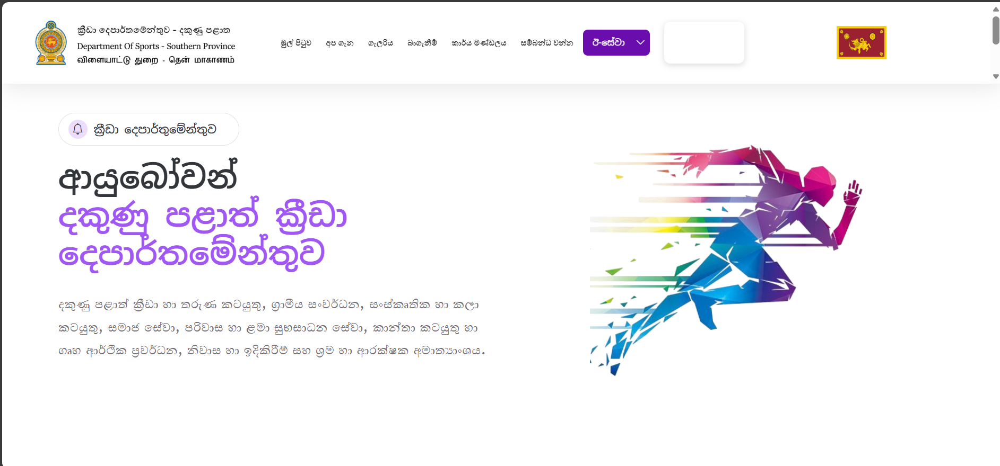 ක්‍රීඩා දෙපාර්තමේන්තුව - දකුණු පළාත
Department Of Sports - Southern Province
விளையாட்டு துறை - தென் மாகாணம்
මුල් පිටුව අප ගැන ගැලරිය බාගැනීම් කාර්ය මණ්ඩලය සම්බන්ධ වන්න ඊ-සේවා
ක්‍රීඩා දෙපාර්තුමේන්තුව
ආයුබෝවන්
දකුණු පළාත් ක්‍රීඩා
දෙපාර්තමේන්තුව
දකුණු පළාත් ක්‍රීඩා හා තරුණ කටයුතු, ග්‍රාමීය සංවර්ධන, සංස්කෘතික හා කලා
කටයුතු, සමාජ සේවා, පරිවාස හා ළමා සුභසාධන සේවා, කාන්තා කටයුතු හා
ගෘහ ආර්ථික ප්‍රවර්ධන, නිවාස හා ඉදිකිරීම් සහ ශ්‍රම හා ආරක්ෂක අමාත්‍යාංශය.